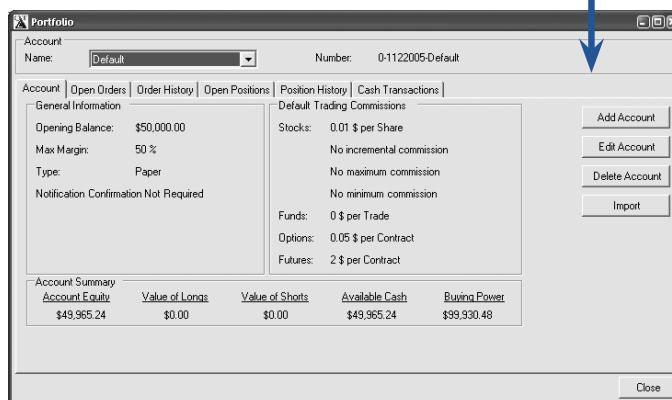 Portfolio
Account
Name: Default Number: 0-1122005-Default
Account Open Orders Order History Open Positions Position History Cash Transactions
General Information
Opening Balance: $50,000.00
Max Margin: 50 %
Type: Paper
Notification Confirmation Not Required
Default Trading Commissions
Stocks: 0.01 $ per Share
No incremental commission
No maximum commission
No minimum commission
Funds: 0 $ per Trade
Options: 0.05 $ per Contract
Futures: 2 $ per Contract
Add Account
Edit Account
Delete Account
Import
Account Summary
Account Equity Value of Longs Value of Shorts Available Cash Buying Power
$49,965.24 $0.00 $0.00 $49,965.24 $99,930.48
Close